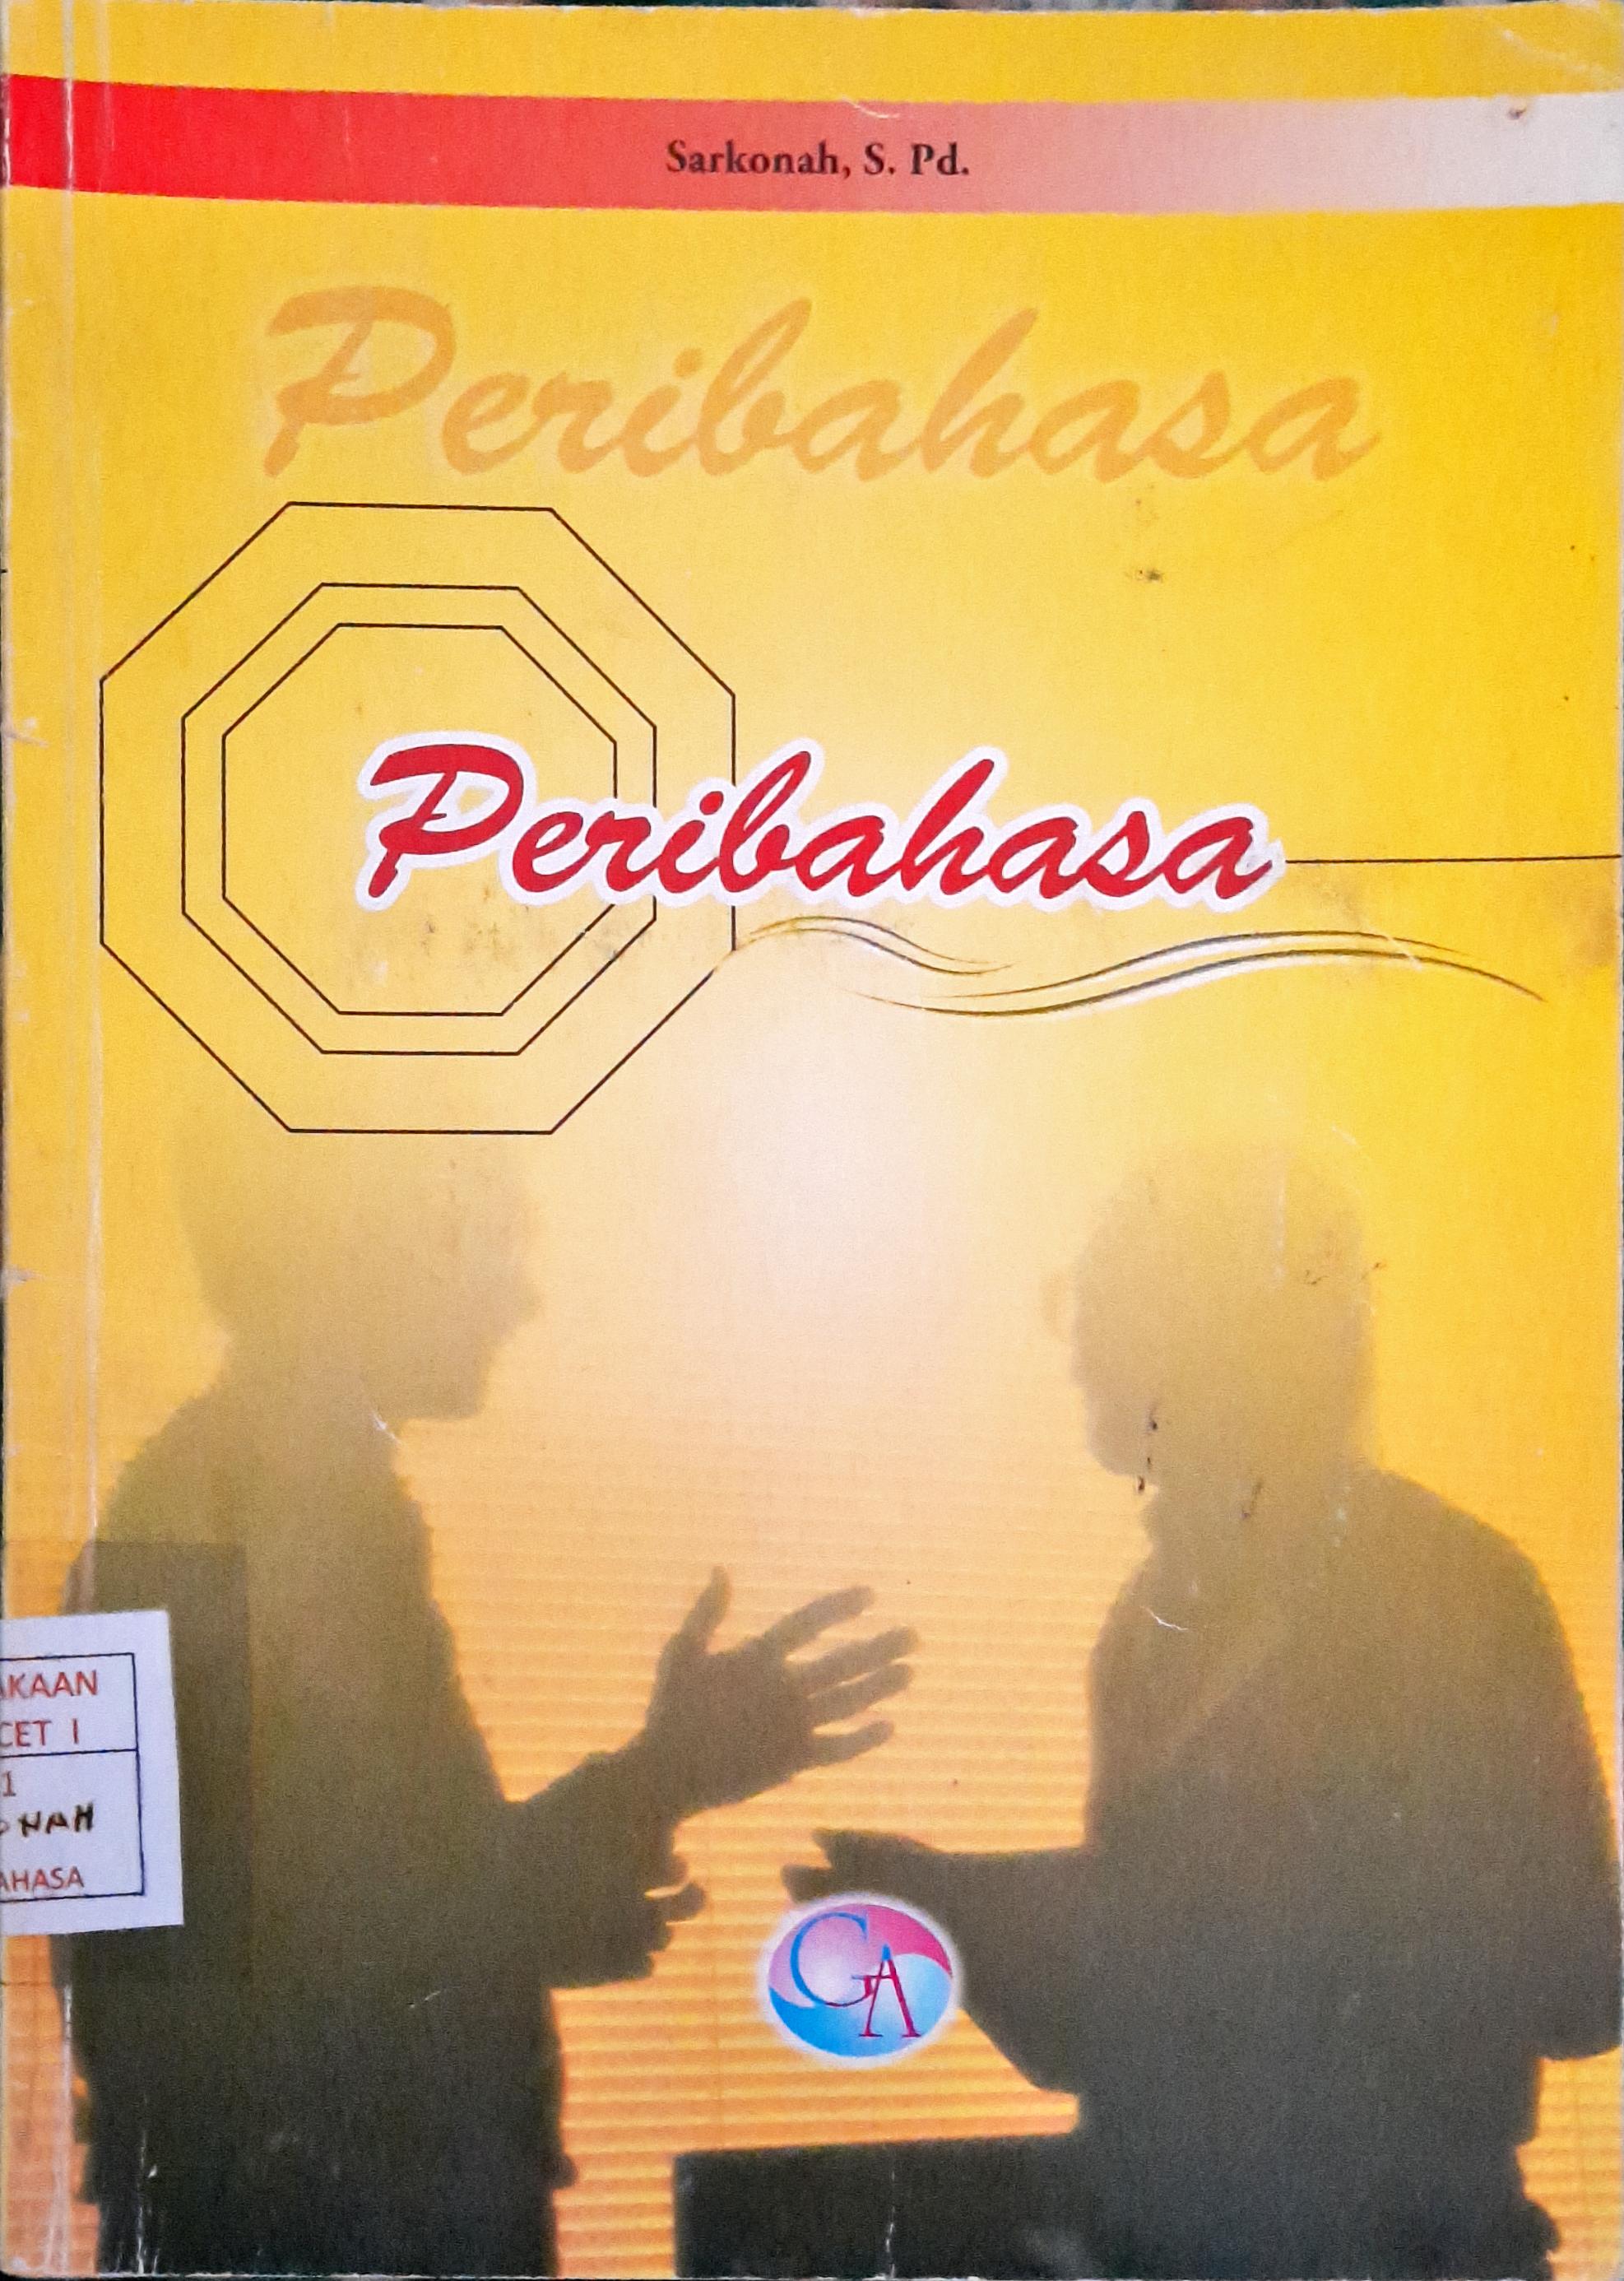 Sarkonah, S. Pd.
Peribahasa
Peribahasa
AKAAN
CET I
1
NAH
AHASA
GA